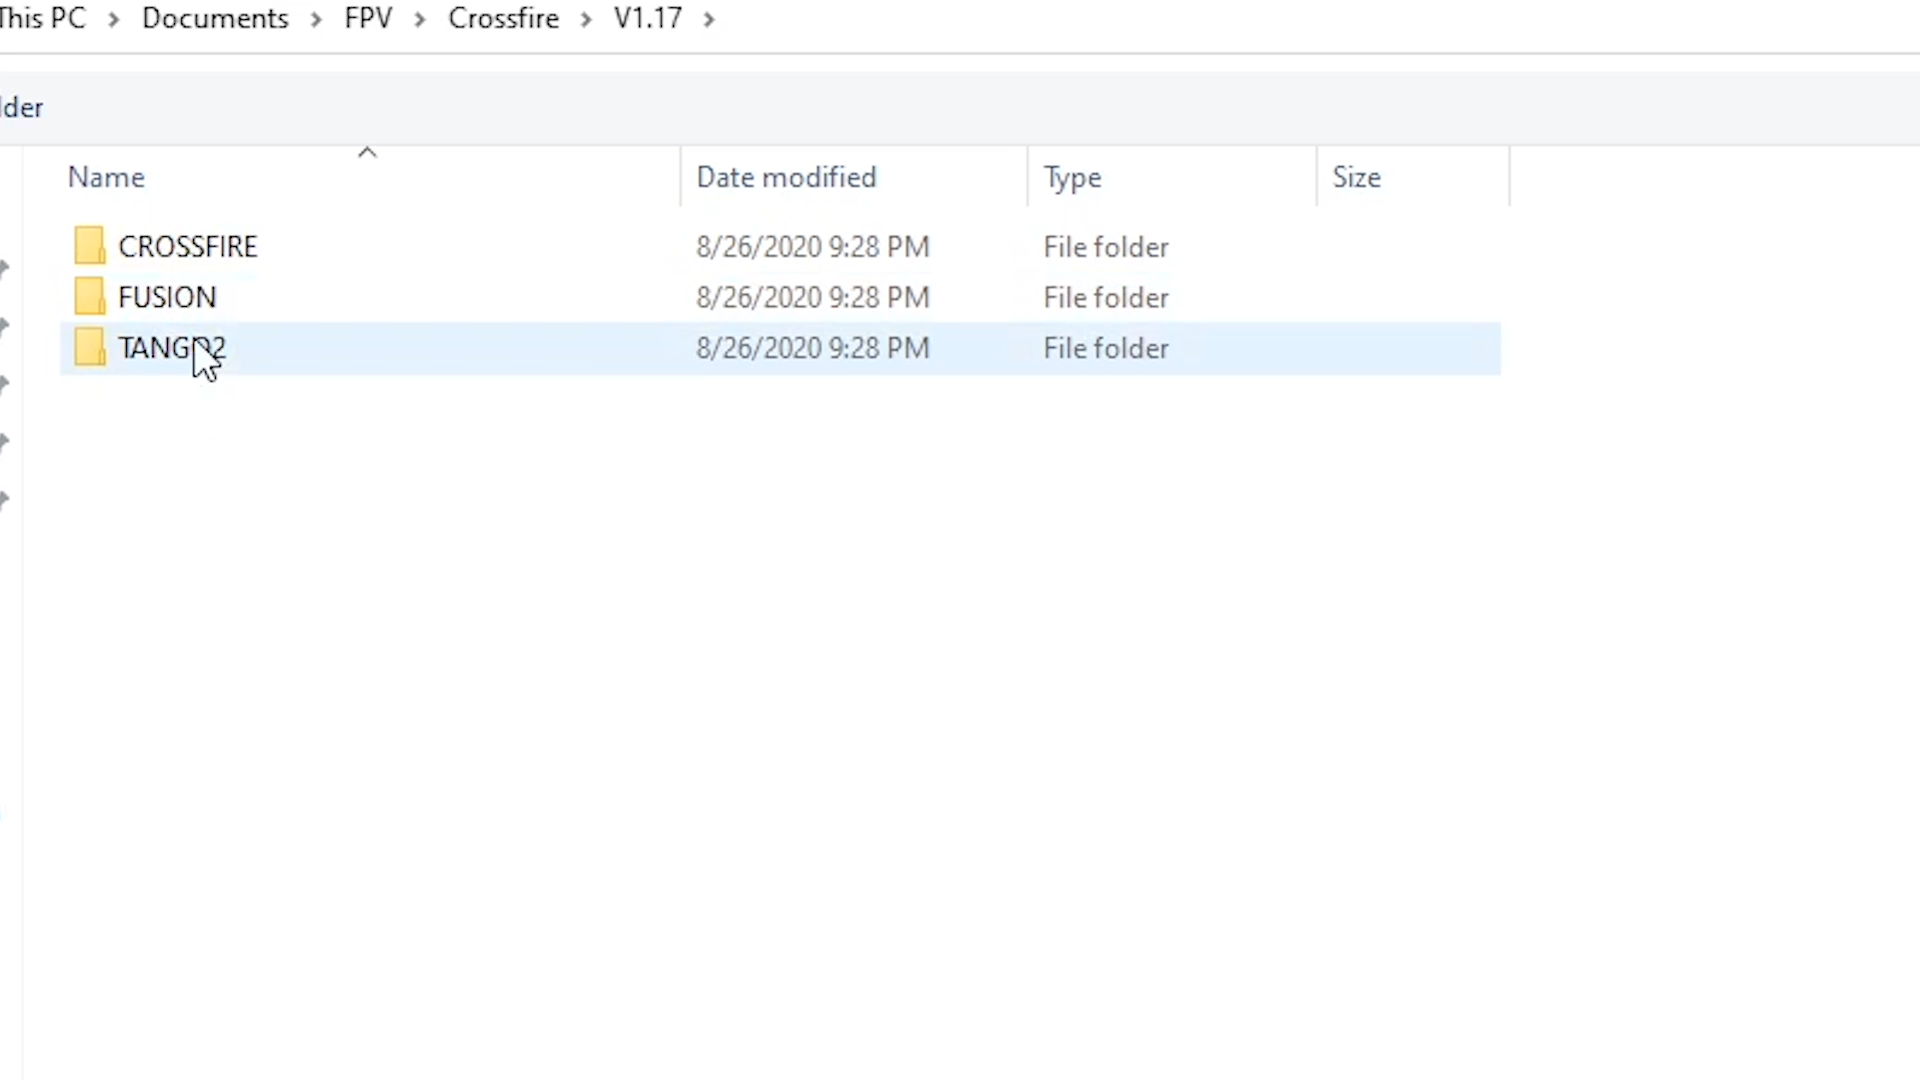 This PC > Documents > FPV > Crossfire > V1.17 >
lder
Name Date modified Type Size
CROSSFIRE 8/26/2020 9:28 PM File folder
FUSION 8/26/2020 9:28 PM File folder
TANGO2 8/26/2020 9:28 PM File folder